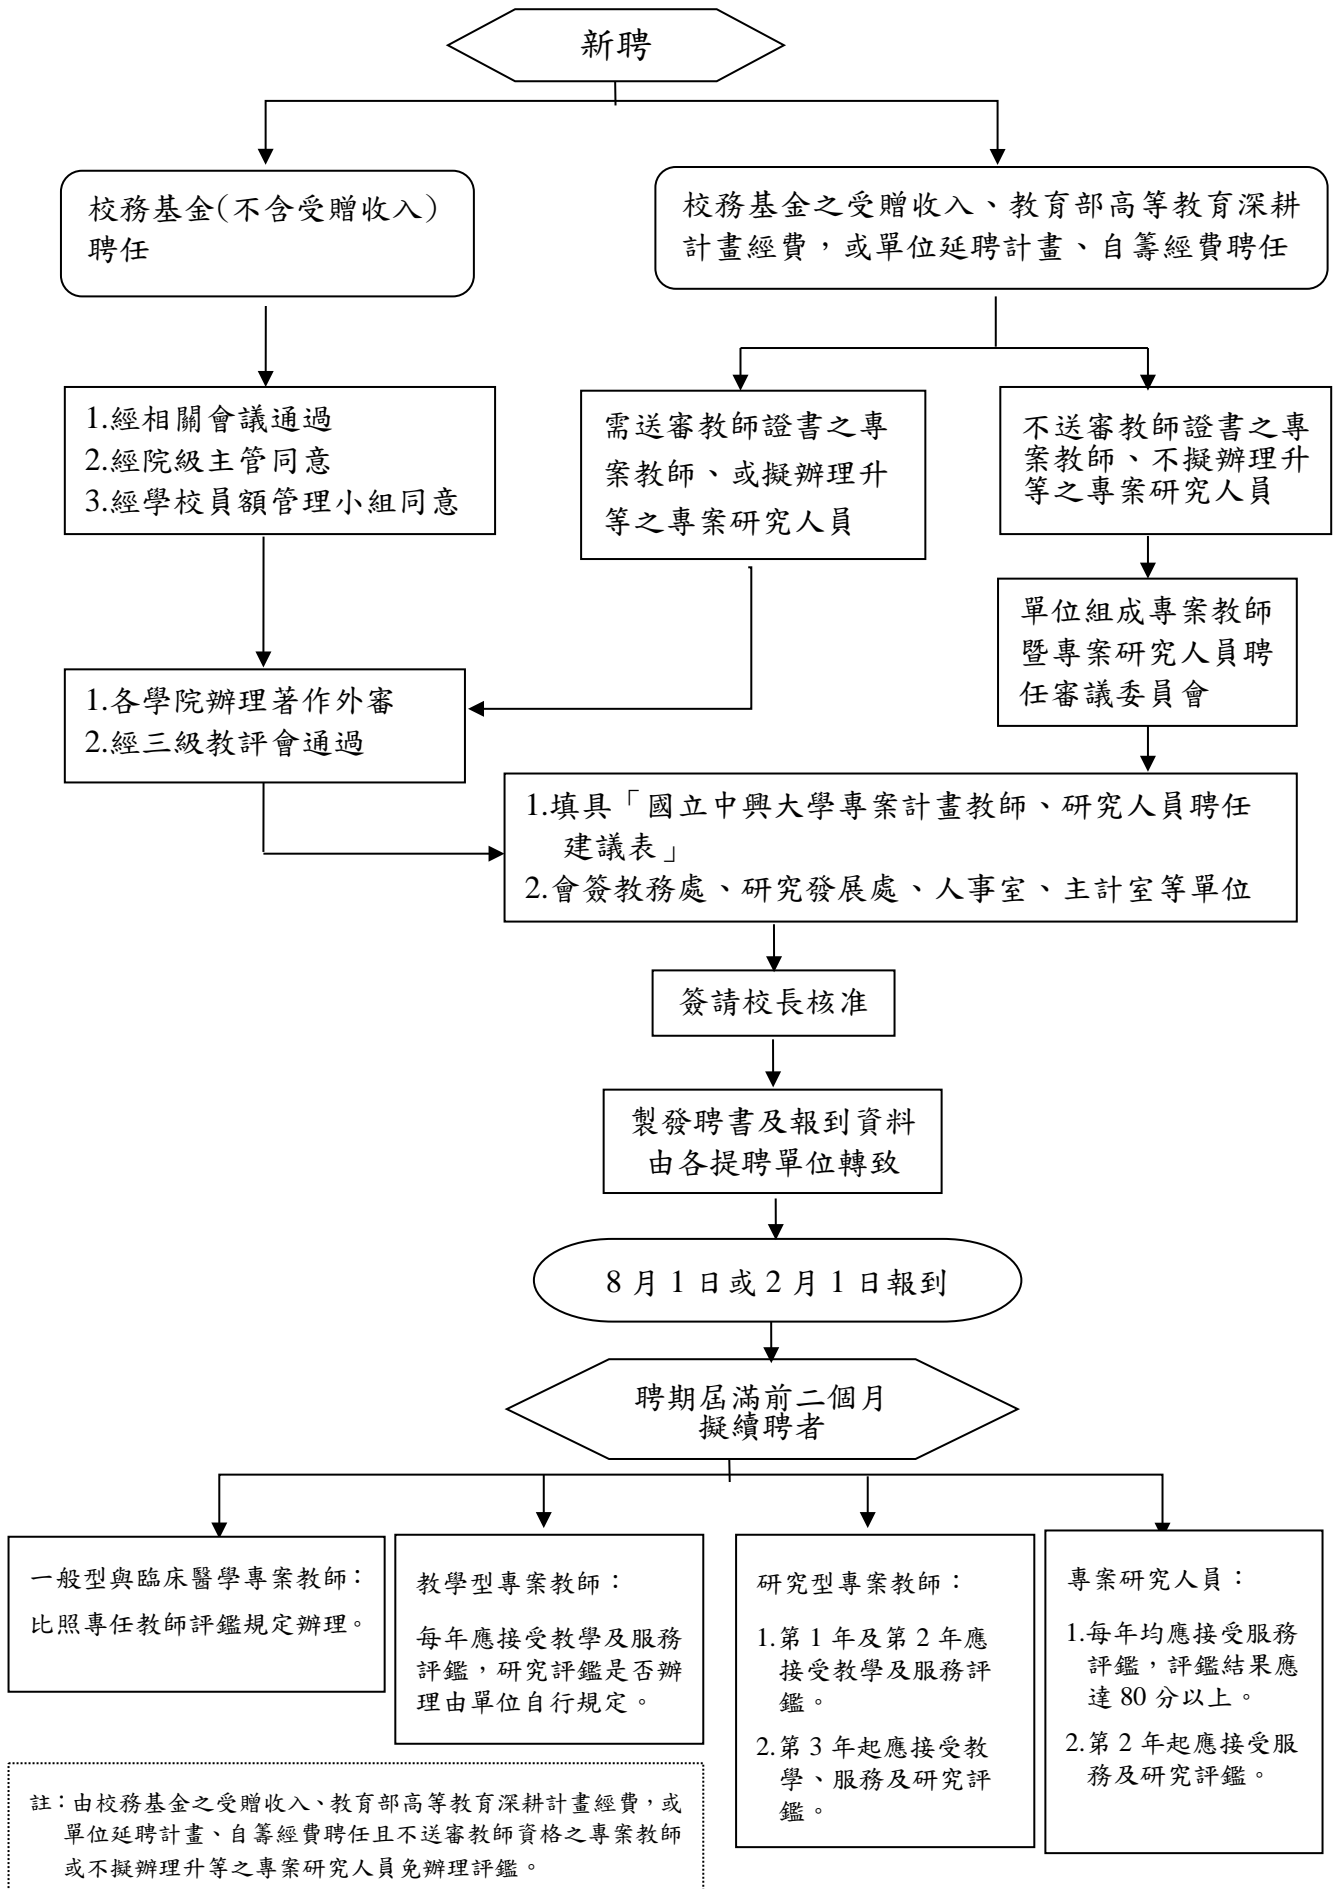 新聘
校務基金(不含受贈收入)
聘任
校務基金之受贈收入、教育部高等教育深耕
計畫經費,或單位延聘計畫、自籌經費聘任
1.經相關會議通過
2.經院級主管同意
3.經學校員額管理小組同意
需送審教師證書之專
案教師、或擬辦理升
等之專案研究人員
不送審教師證書之專
案教師、不擬辦理升
等之專案研究人員
單位組成專案教師
暨專案研究人員聘
任審議委員會
1.各學院辦理著作外審
2.經三級教評會通過
1.填具「國立中興大學專案計畫教師、研究人員聘任
建議表」
2.會簽教務處、研究發展處、人事室、主計室等單位
簽請校長核准
製發聘書及報到資料
由各提聘單位轉致
8 月 1 日或 2 月 1 日報到
聘期屆滿前二個月
擬續聘者
一般型與臨床醫學專案教師:
比照專任教師評鑑規定辦理。
教學型專案教師:
每年應接受教學及服務
評鑑,研究評鑑是否辦
理由單位自行規定。
研究型專案教師:
1.第 1 年及第 2 年應
接受教學及服務評
鑑。
2.第 3 年起應接受教
學、服務及研究評
鑑。
專案研究人員:
1.每年均應接受服務
評鑑,評鑑結果應
達 80 分以上。
2.第 2 年起應接受服
務及研究評鑑。
註:由校務基金之受贈收入、教育部高等教育深耕計畫經費,或
單位延聘計畫、自籌經費聘任且不送審教師資格之專案教師
或不擬辦理升等之專案研究人員免辦理評鑑。